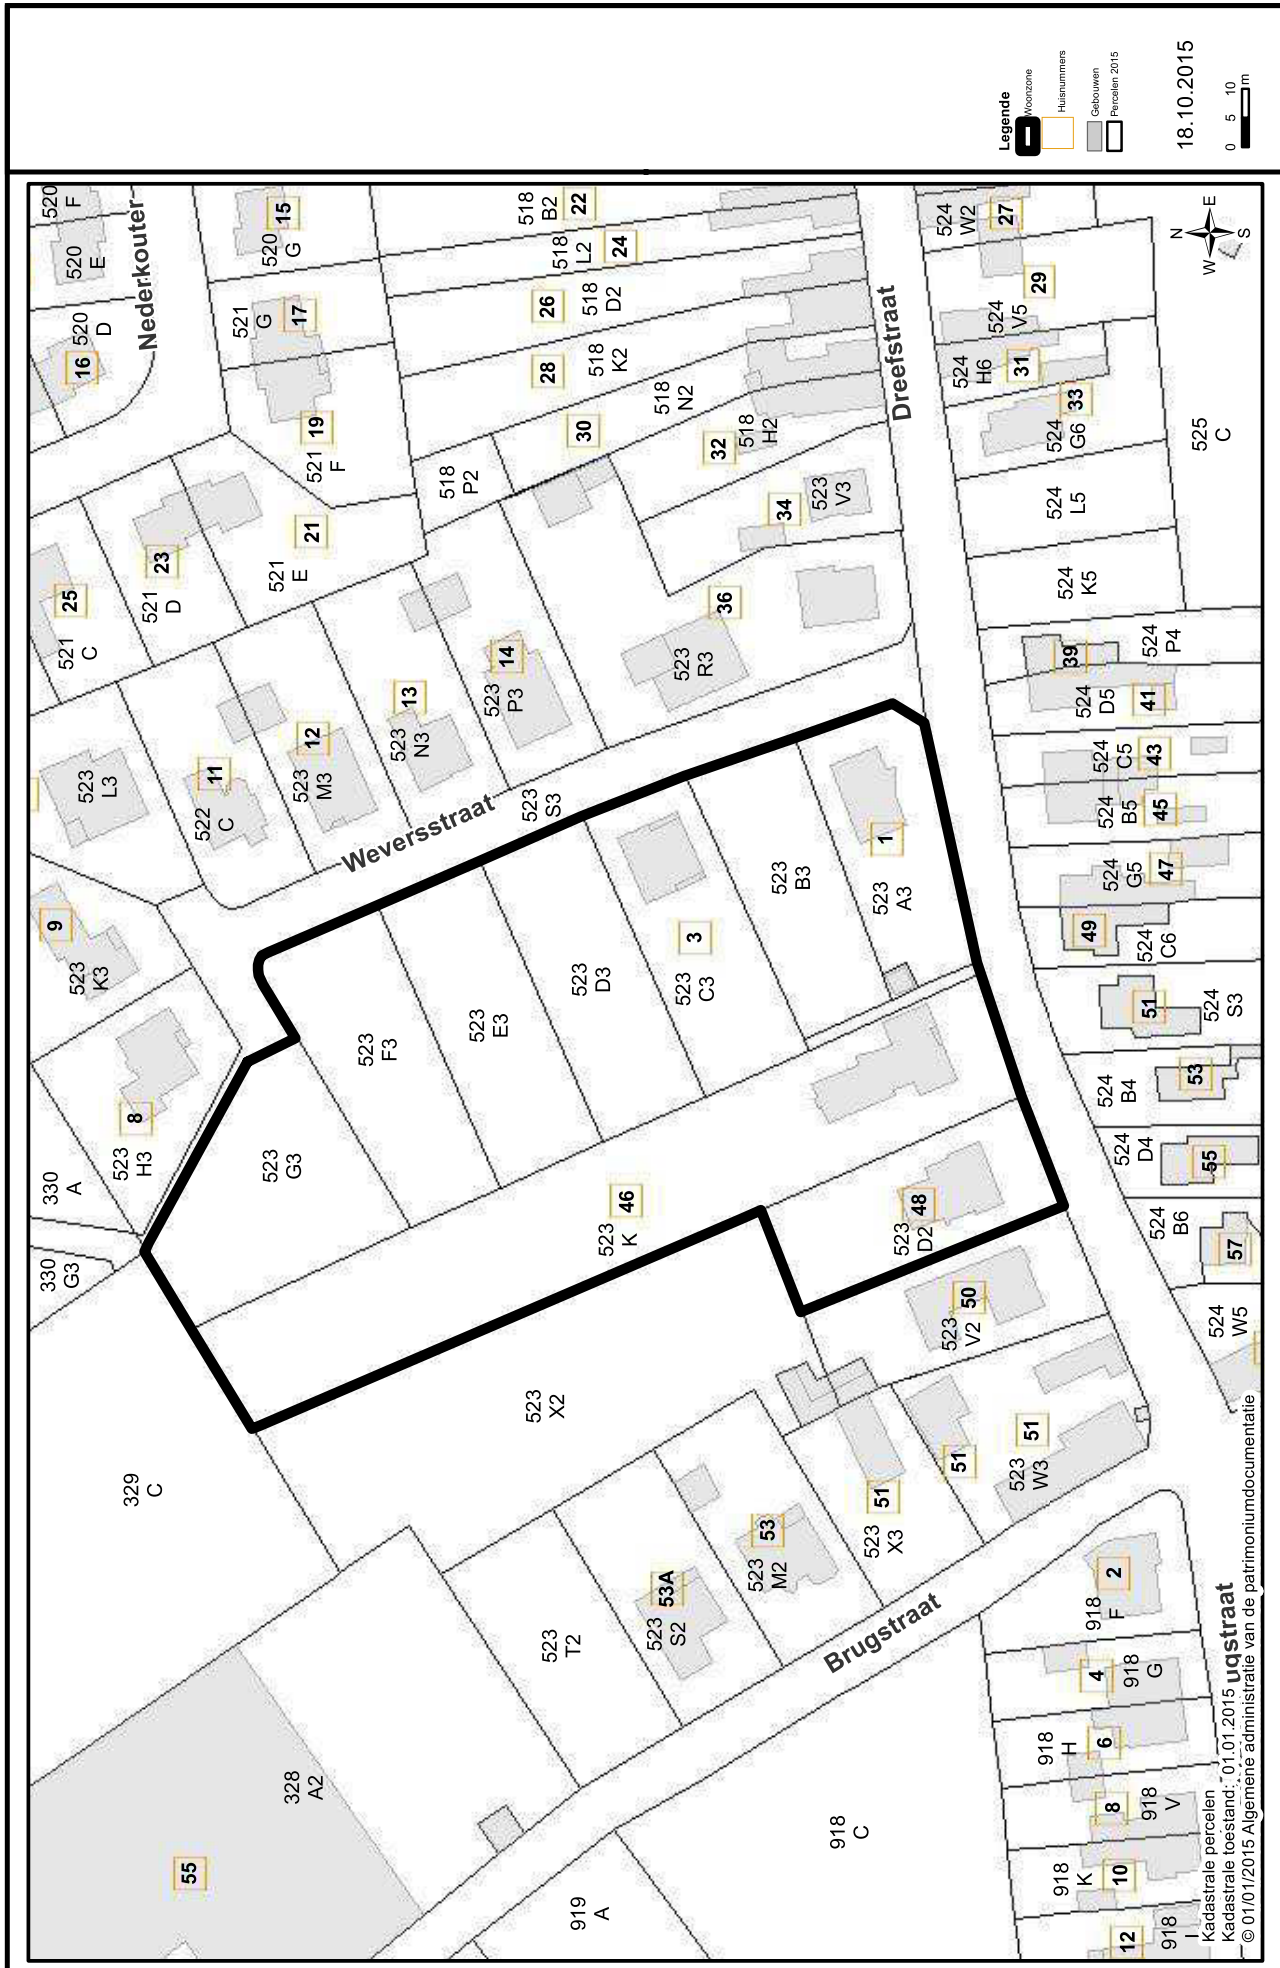 Legende
Woonzone
Huisnummers
Gebouwen
Percelen 2015
18.10.2015
0 5 10
m
N
W E
S
330
G3
330
A
523
H3
8
523
K3
9
523
L3
521
C
25
521
D
23
521
E
21
521
F
19
521
G
17
520
D
16
520
E
520
F
520
G
15
Nederkouter
329
C
328
A2
55
523
G3
523
F3
522
C
11
523
M3
12
523
N3
13
523
P3
14
Weversstraat
523
S3
518
P2
30
518
N2
28
518
K2
26
518
D2
24
518
L2
22
518
B2
523
E3
523
D3
523
C3
3
523
B3
523
A3
1
523
R3
36
34
523
V3
32
518
H2
Dreefstraat
523
K
46
523
X2
523
D2
48
523
V2
50
523
T2
523
S2
53A
523
M2
53
523
X3
51
51
523
W3
51
Brugstraat
919
A
918
C
524
W2
27
29
524
V5
524
H6
31
33
524
G6
525
C
524
L5
524
K5
524
P4
39
524
D5
41
524
C5
43
524
B5
45
524
G5
47
49
524
C6
51
524
S3
524
B4
53
524
D4
55
524
B6
57
524
W5
918
F
2
4
918
G
918
H
6
8
918
V
918
K
10
12
918
I
ugstraat
Kadastrale percelen
Kadastrale toestand: 01.01.2015
© 01/01/2015 Algemene administratie van de patrimoniumdocumentatie